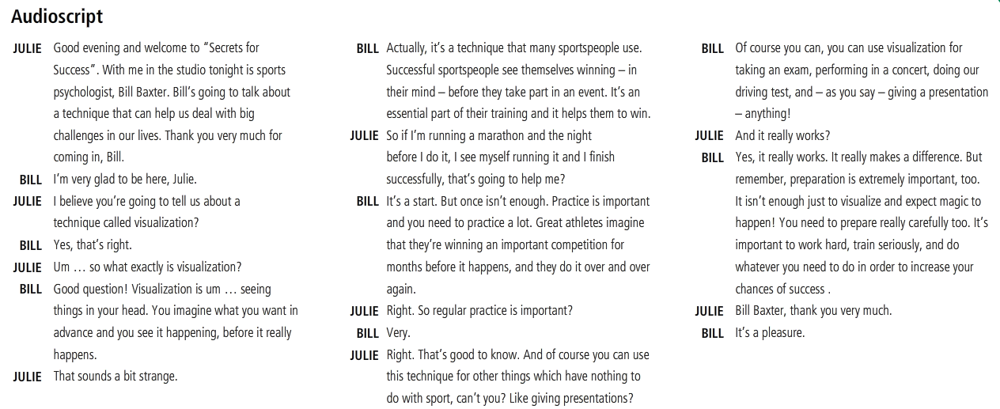 Audioscript
JULIE Good evening and welcome to “Secrets for
Success”. With me in the studio tonight is sports
psychologist, Bill Baxter. Bill’s going to talk about
a technique that can help us deal with big
challenges in our lives. Thank you very much for
coming in, Bill.
BILL I’m very glad to be here, Julie.
JULIE I believe you’re going to tell us about a
technique called visualization?
BILL Yes, that’s right.
JULIE Um … so what exactly is visualization?
BILL Good question! Visualization is um … seeing
things in your head. You imagine what you want in
advance and you see it happening, before it really
happens.
JULIE That sounds a bit strange.
BILL Actually, it’s a technique that many sportspeople use.
Successful sportspeople see themselves winning – in
their mind – before they take part in an event. It’s an
essential part of their training and it helps them to win.
JULIE So if I’m running a marathon and the night
before I do it, I see myself running it and I finish
successfully, that’s going to help me?
BILL It’s a start. But once isn’t enough. Practice is important
and you need to practice a lot. Great athletes imagine
that they’re winning an important competition for
months before it happens, and they do it over and over
again.
JULIE Right. So regular practice is important?
BILL Very.
JULIE Right. That’s good to know. And of course you can use
this technique for other things which have nothing to
do with sport, can’t you? Like giving presentations?
BILL Of course you can, you can use visualization for
taking an exam, performing in a concert, doing our
driving test, and – as you say – giving a presentation
– anything!
JULIE And it really works?
BILL Yes, it really works. It really makes a difference. But
remember, preparation is extremely important, too.
It isn’t enough just to visualize and expect magic to
happen! You need to prepare really carefully too. It’s
important to work hard, train seriously, and do
whatever you need to do in order to increase your
chances of success .
JULIE Bill Baxter, thank you very much.
BILL It’s a pleasure.